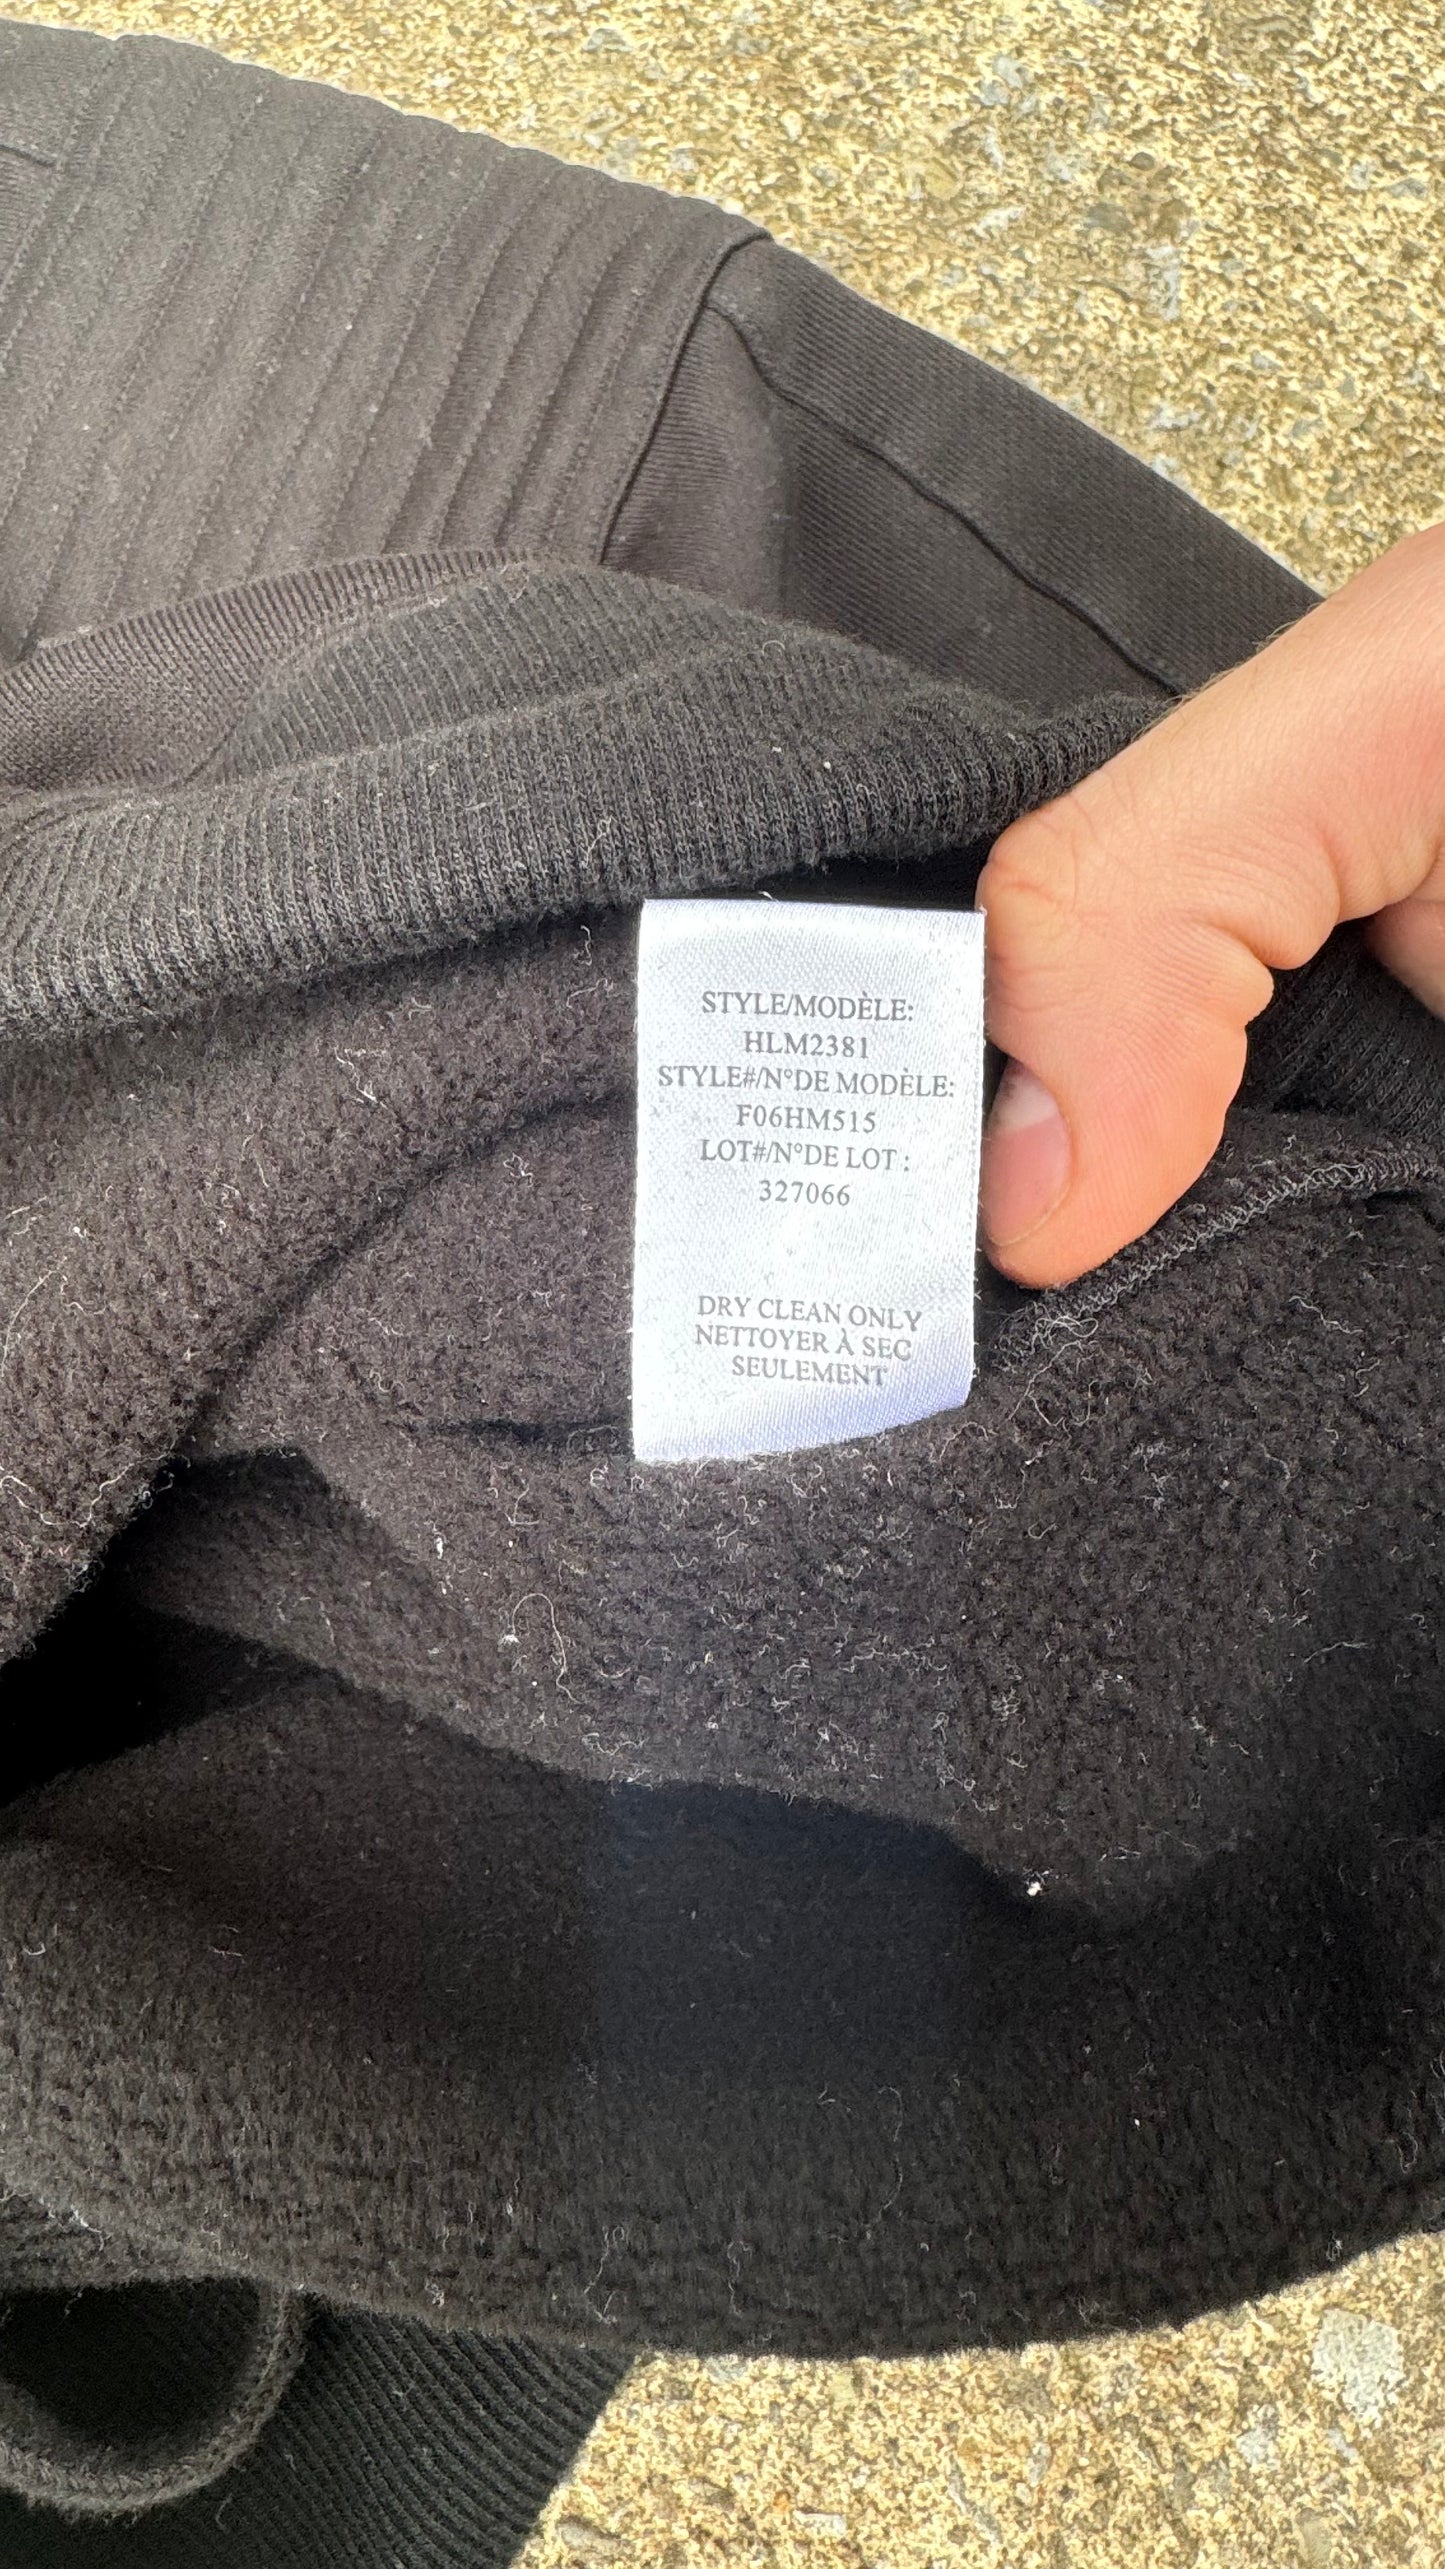 STYLE/MODÈLE:
HLM2381
STYLE#/N°DE MODÈLE:
F06HM515
LOT#/N°DE LOT :
327066
DRY CLEAN ONLY
NETTOYER À SEC
SEULEMENT